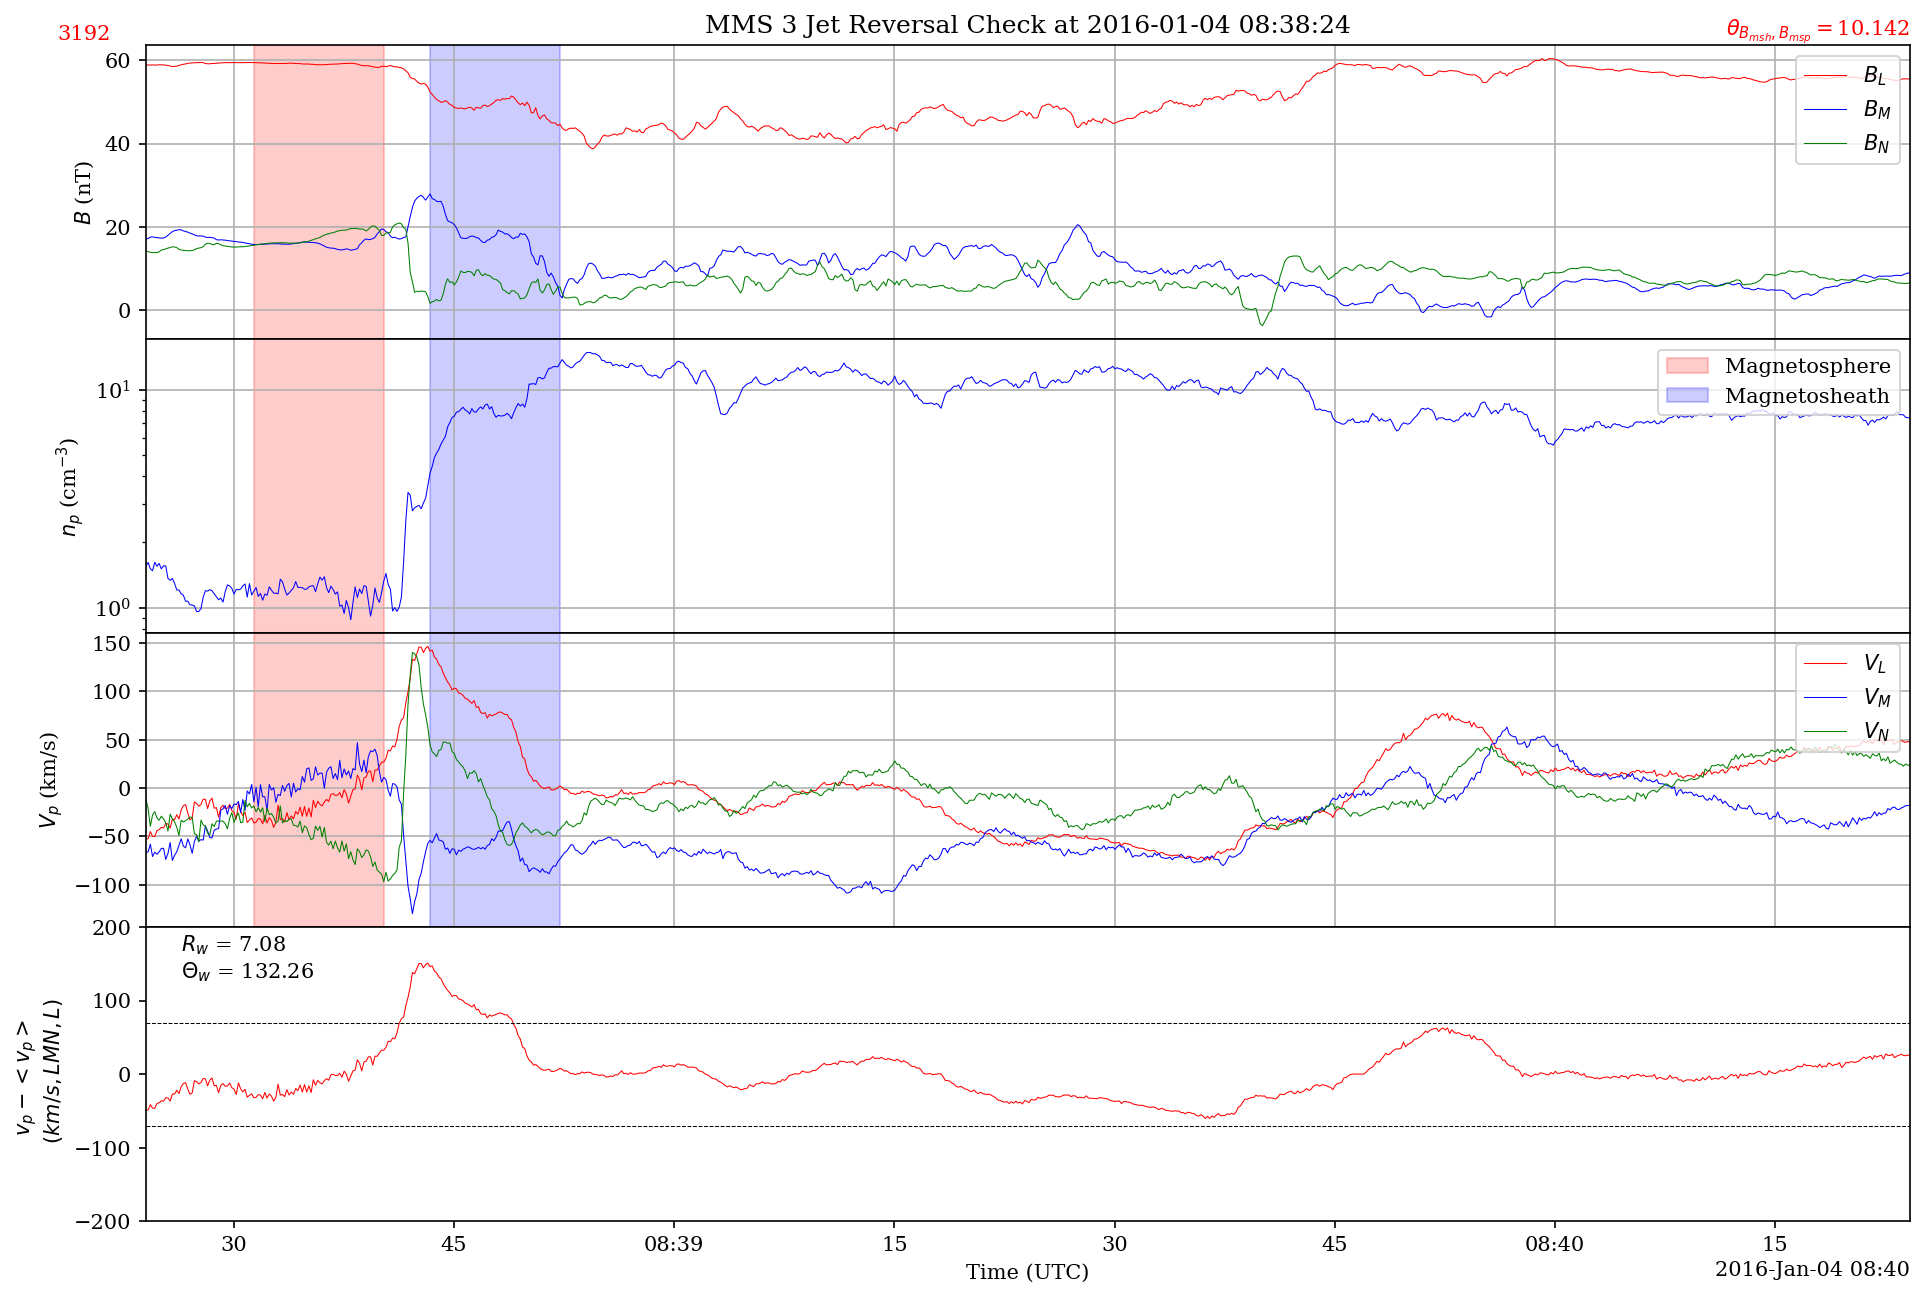 3192
MMS 3 Jet Reversal Check at 2016-01-04 08:38:24
θ_{B_{msh}, B_{msp}} = 10.142
60
40
20
0
B (nT)
B_L
B_M
B_N
10^1
10^0
n_p (cm^{−3})
Magnetosphere
Magnetosheath
150
100
50
0
−50
−100
V_p (km/s)
V_L
V_M
V_N
200
100
0
−100
−200
v_p − < v_p >
(km/s, LMN, L)
R_w = 7.08
Θ_w = 132.26
30
45
08:39
15
30
45
08:40
15
Time (UTC)
2016-Jan-04 08:40